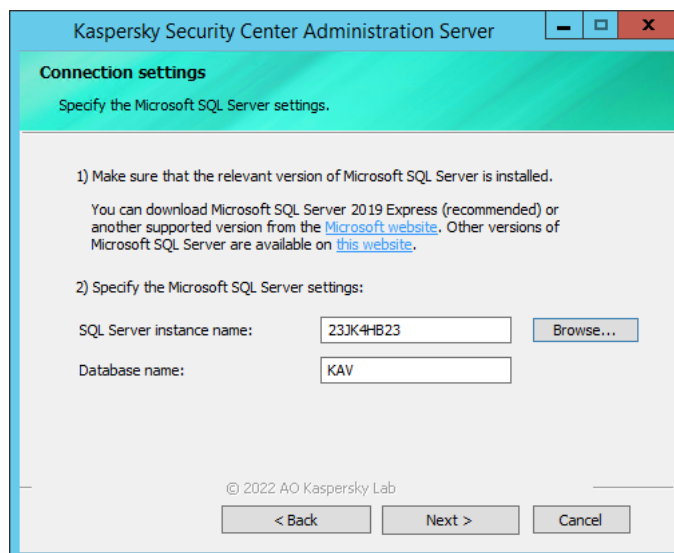 Kaspersky Security Center Administration Server
Connection settings
Specify the Microsoft SQL Server settings.
1) Make sure that the relevant version of Microsoft SQL Server is installed.
You can download Microsoft SQL Server 2019 Express (recommended) or
another supported version from the Microsoft website. Other versions of
Microsoft SQL Server are available on this website.
2) Specify the Microsoft SQL Server settings:
SQL Server instance name: 23JK4HB23 Browse...
Database name: KAV
© 2022 AO Kaspersky Lab
< Back Next > Cancel